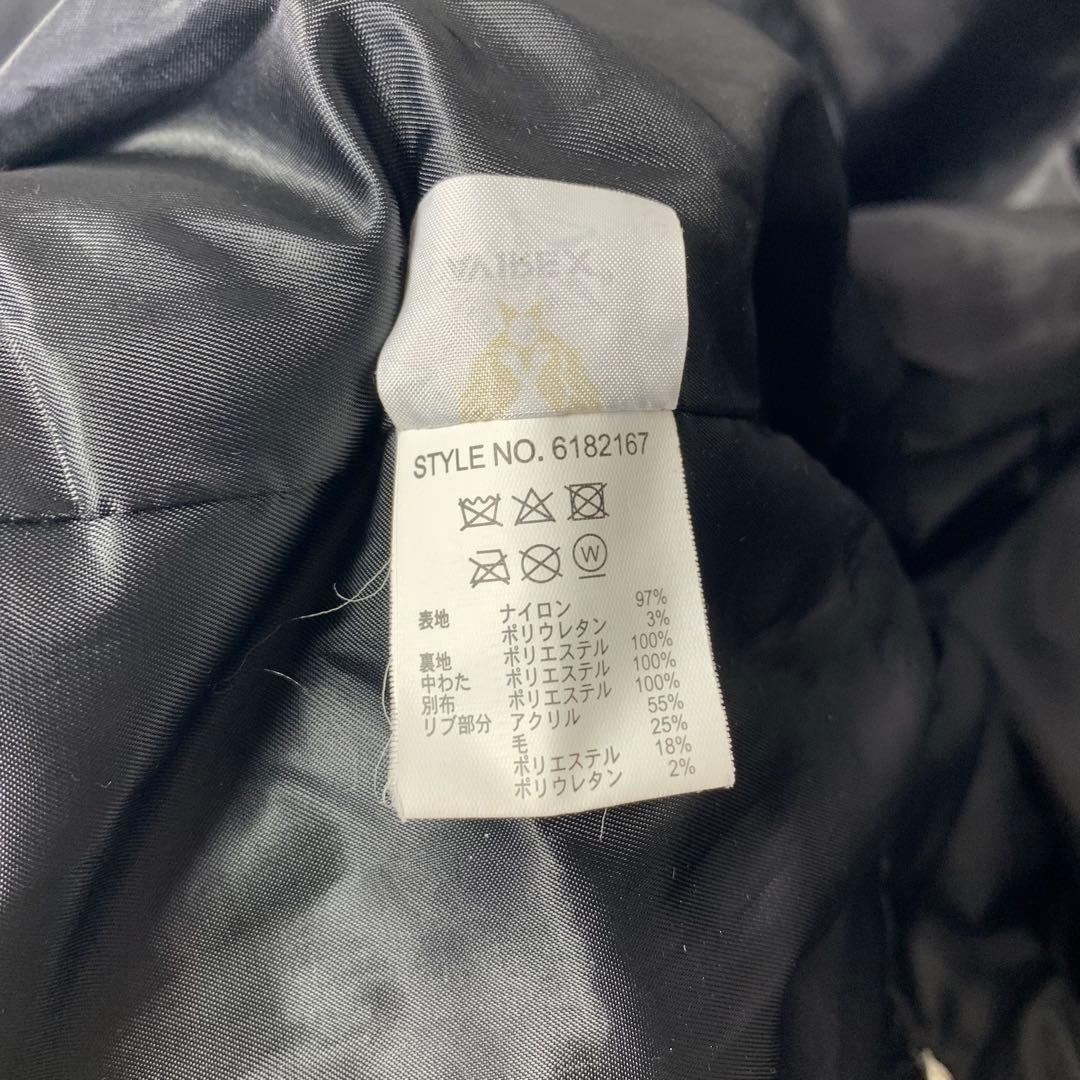 AVIREX
STYLE NO. 6182167
W
表地 ナイロン 97%
ポリウレタン 3%
裏地 ポリエステル 100%
中わた ポリエステル 100%
別布 ポリエステル 100%
リブ部分 アクリル 55%
毛 25%
ポリエステル 18%
ポリウレタン 2%